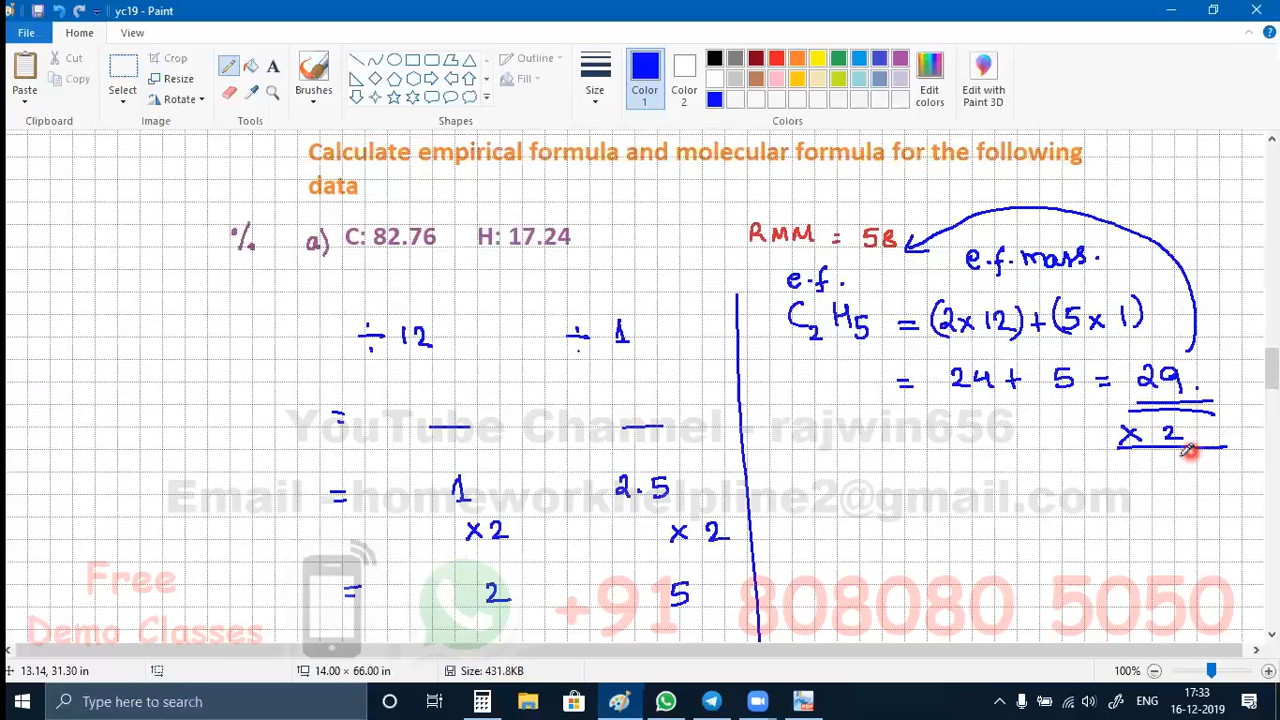 yc19 - Paint
File Home View
Cut
Copy
Paste
Clipboard
Select
Crop
Resize
Rotate
Image
A
Tools
Brushes
Outline
Fill
Shapes
Size
Color 1
Color 2
Edit colors
Edit with Paint 3D
Colors
Calculate empirical formula and molecular formula for the following
data
% a) C: 82.76 H: 17.24 RMM = 58
e.f. mass.
e.f.
C2H5 = (2 x 12) + (5 x 1)
÷ 12 ÷ 1
= 24 + 5 = 29.
=
x 2
YouTube Channel - rajwin656
= 1 2.5
Email - homeworkhelpline2@gmail.com
x 2 x 2
= 2 5
Free
Demo Classes
+91 808080 5050
13.14, 31.30 in 14.00 × 66.00 in Size: 431.8KB 100%
Type here to search
ENG
17:33
16-12-2019